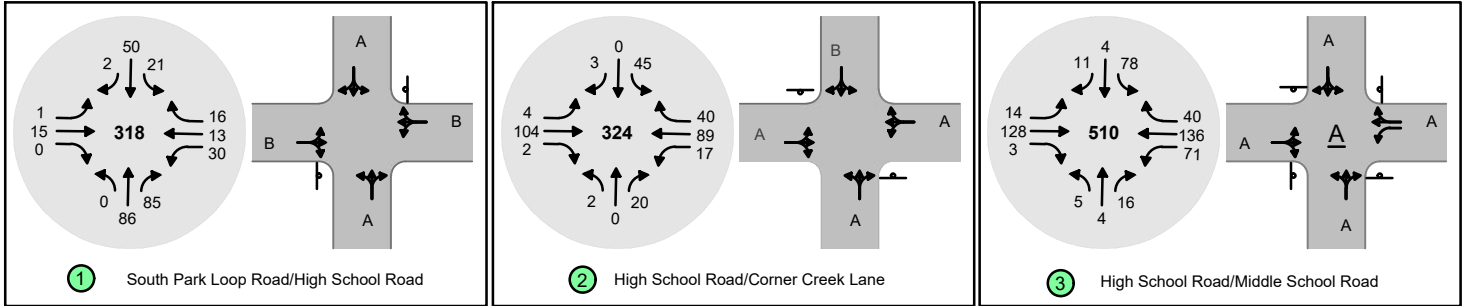 50
2 21
1 16
15 318 13
0 30
0 85
86
A
B B
A
1 South Park Loop Road/High School Road
0
3 45
4 40
104 324 89
2 17
2 20
0
B
A A
A
2 High School Road/Corner Creek Lane
4
11 78
14 40
128 510 136
3 71
5 16
4
A
A A A
A
3 High School Road/Middle School Road